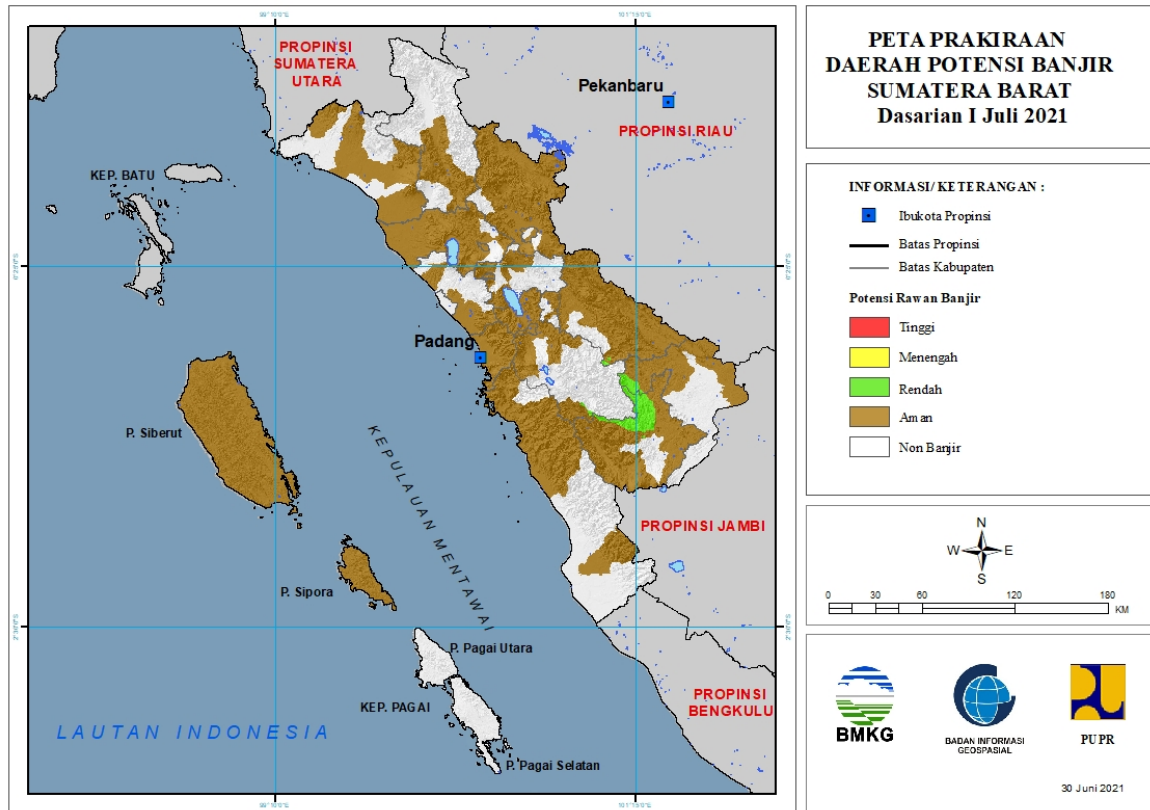 PETA PRAKIRAAN
DAERAH POTENSI BANJIR
SUMATERA BARAT
Dasarian I Juli 2021
INFORMASI/ KETERANGAN :
Ibukota Propinsi
Batas Propinsi
Batas Kabupaten
Potensi Rawan Banjir
Tinggi
Menengah
Rendah
Aman
Non Banjir
N
W E
S
0 30 60 120 180
KM
BMKG
BADAN INFORMASI
GEOSPASIAL
PUPR
30 Juni 2021
PROPINSI
SUMATERA
UTARA
Pekanbaru
PROPINSI RIAU
KEP. BATU
Padang
P. Siberut
KEPULAUAN MENTAWAI
PROPINSI JAMBI
P. Sipora
P. Pagai Utara
KEP. PAGAI
PROPINSI
BENGKULU
LAUTAN INDONESIA
P. Pagai Selatan